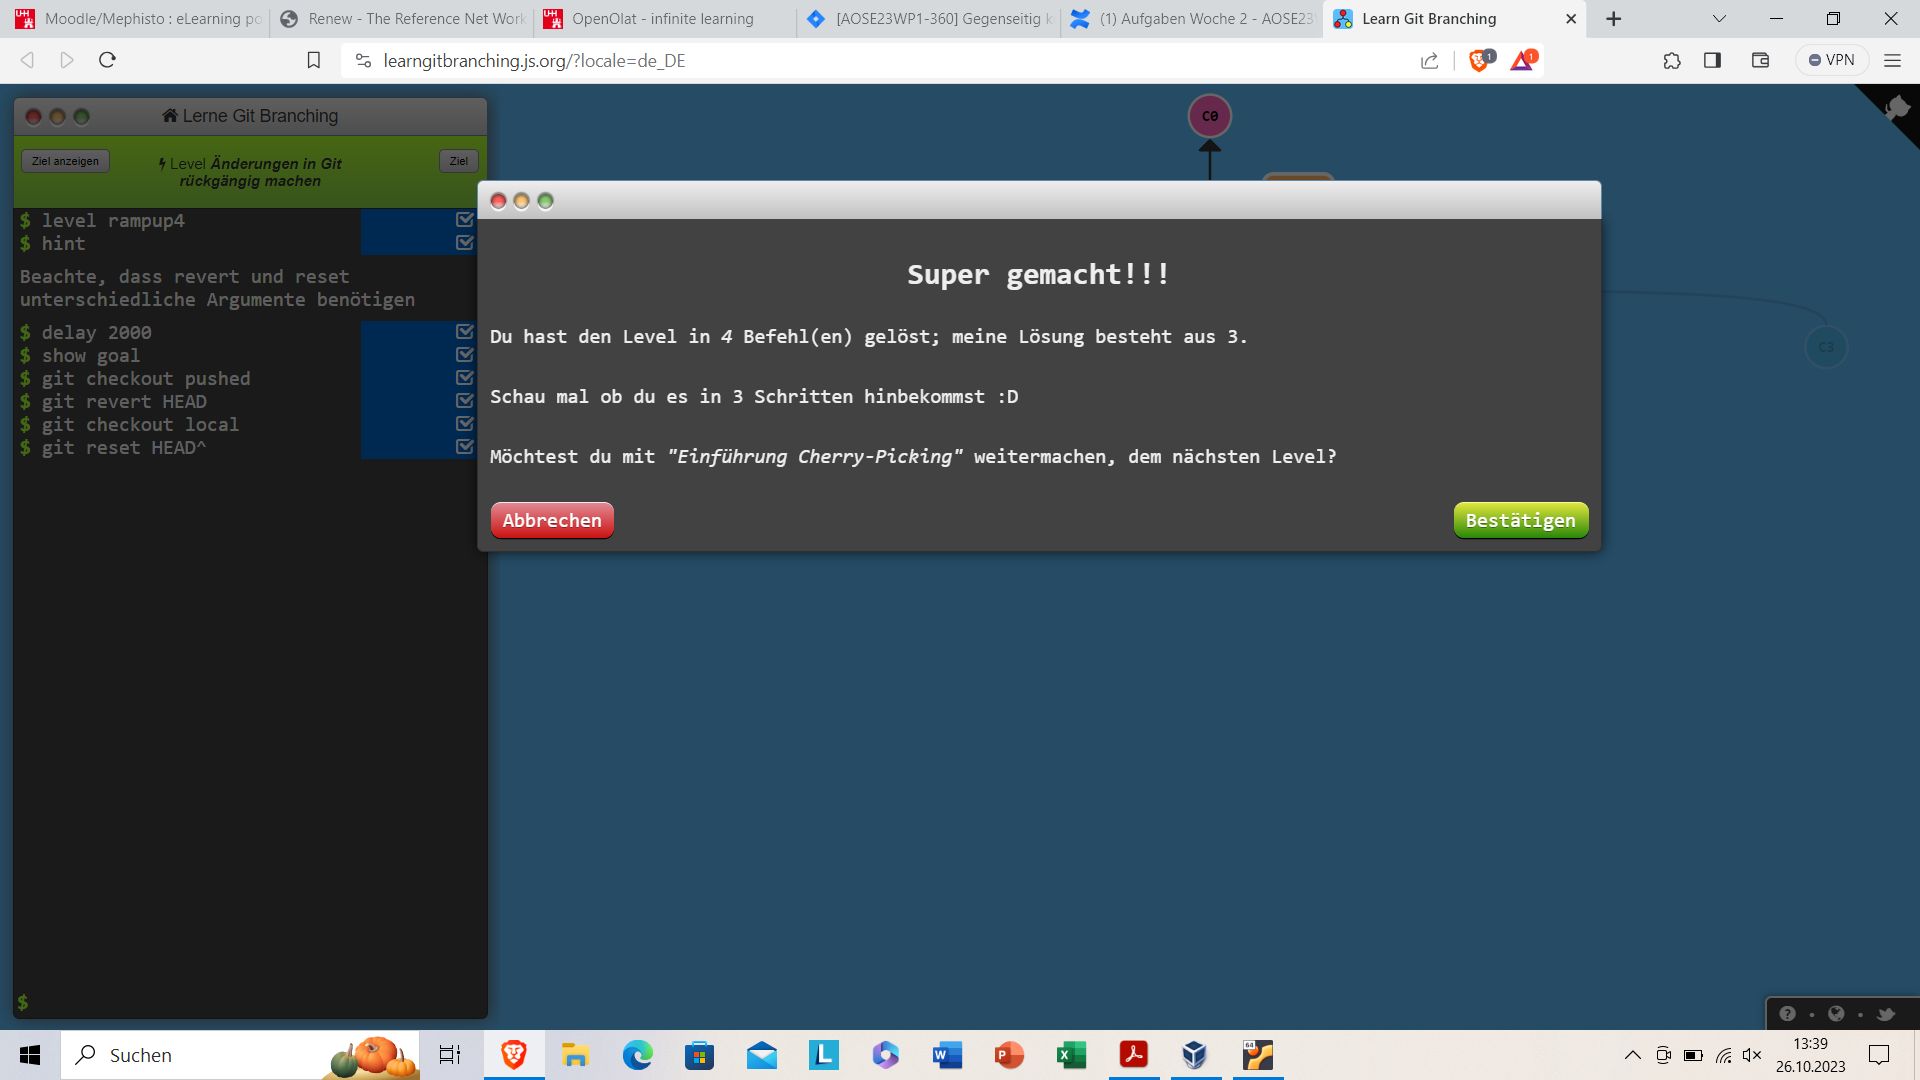 Moodle/Mephisto : eLearning po
Renew - The Reference Net Work
OpenOlat - infinite learning
[AOSE23WP1-360] Gegenseitig k
(1) Aufgaben Woche 2 - AOSE23
Learn Git Branching
learngitbranching.js.org/?locale=de_DE
1
1
VPN
Lerne Git Branching
Ziel anzeigen
Level Änderungen in Git
rückgängig machen
Ziel
$ level rampup4
$ hint
Beachte, dass revert und reset
unterschiedliche Argumente benötigen
$ delay 2000
$ show goal
$ git checkout pushed
$ git revert HEAD
$ git checkout local
$ git reset HEAD^
$
C0
C3
Super gemacht!!!
Du hast den Level in 4 Befehl(en) gelöst; meine Lösung besteht aus 3.
Schau mal ob du es in 3 Schritten hinbekommst :D
Möchtest du mit "Einführung Cherry-Picking" weitermachen, dem nächsten Level?
Abbrechen
Bestätigen
Suchen
13:39
26.10.2023